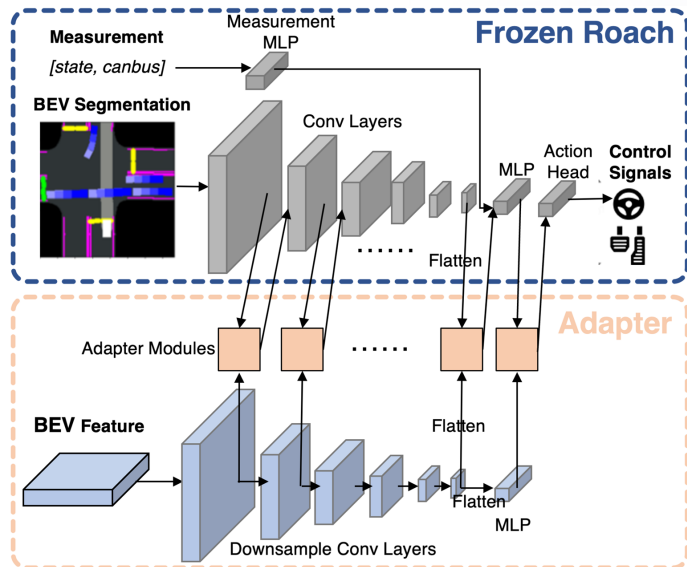 Frozen Roach
Measurement
Measurement
MLP
[state, canbus]
BEV Segmentation
Conv Layers
MLP
Action
Head
Control
Signals
......
Flatten
Adapter
Adapter Modules
......
BEV Feature
Flatten
Flatten
MLP
Downsample Conv Layers